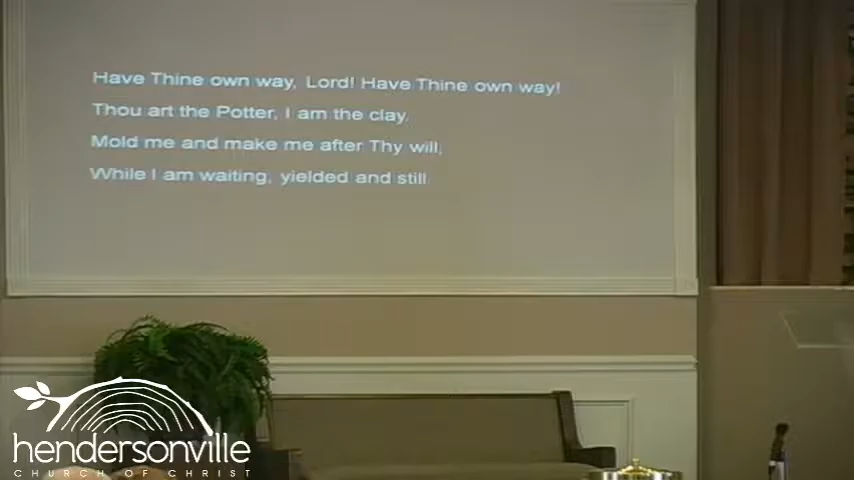 Have Thine own way, Lord! Have Thine own way!
Thou art the Potter, I am the clay.
Mold me and make me after Thy will,
While I am waiting, yielded and still.
hendersonville
CHURCH OF CHRIST